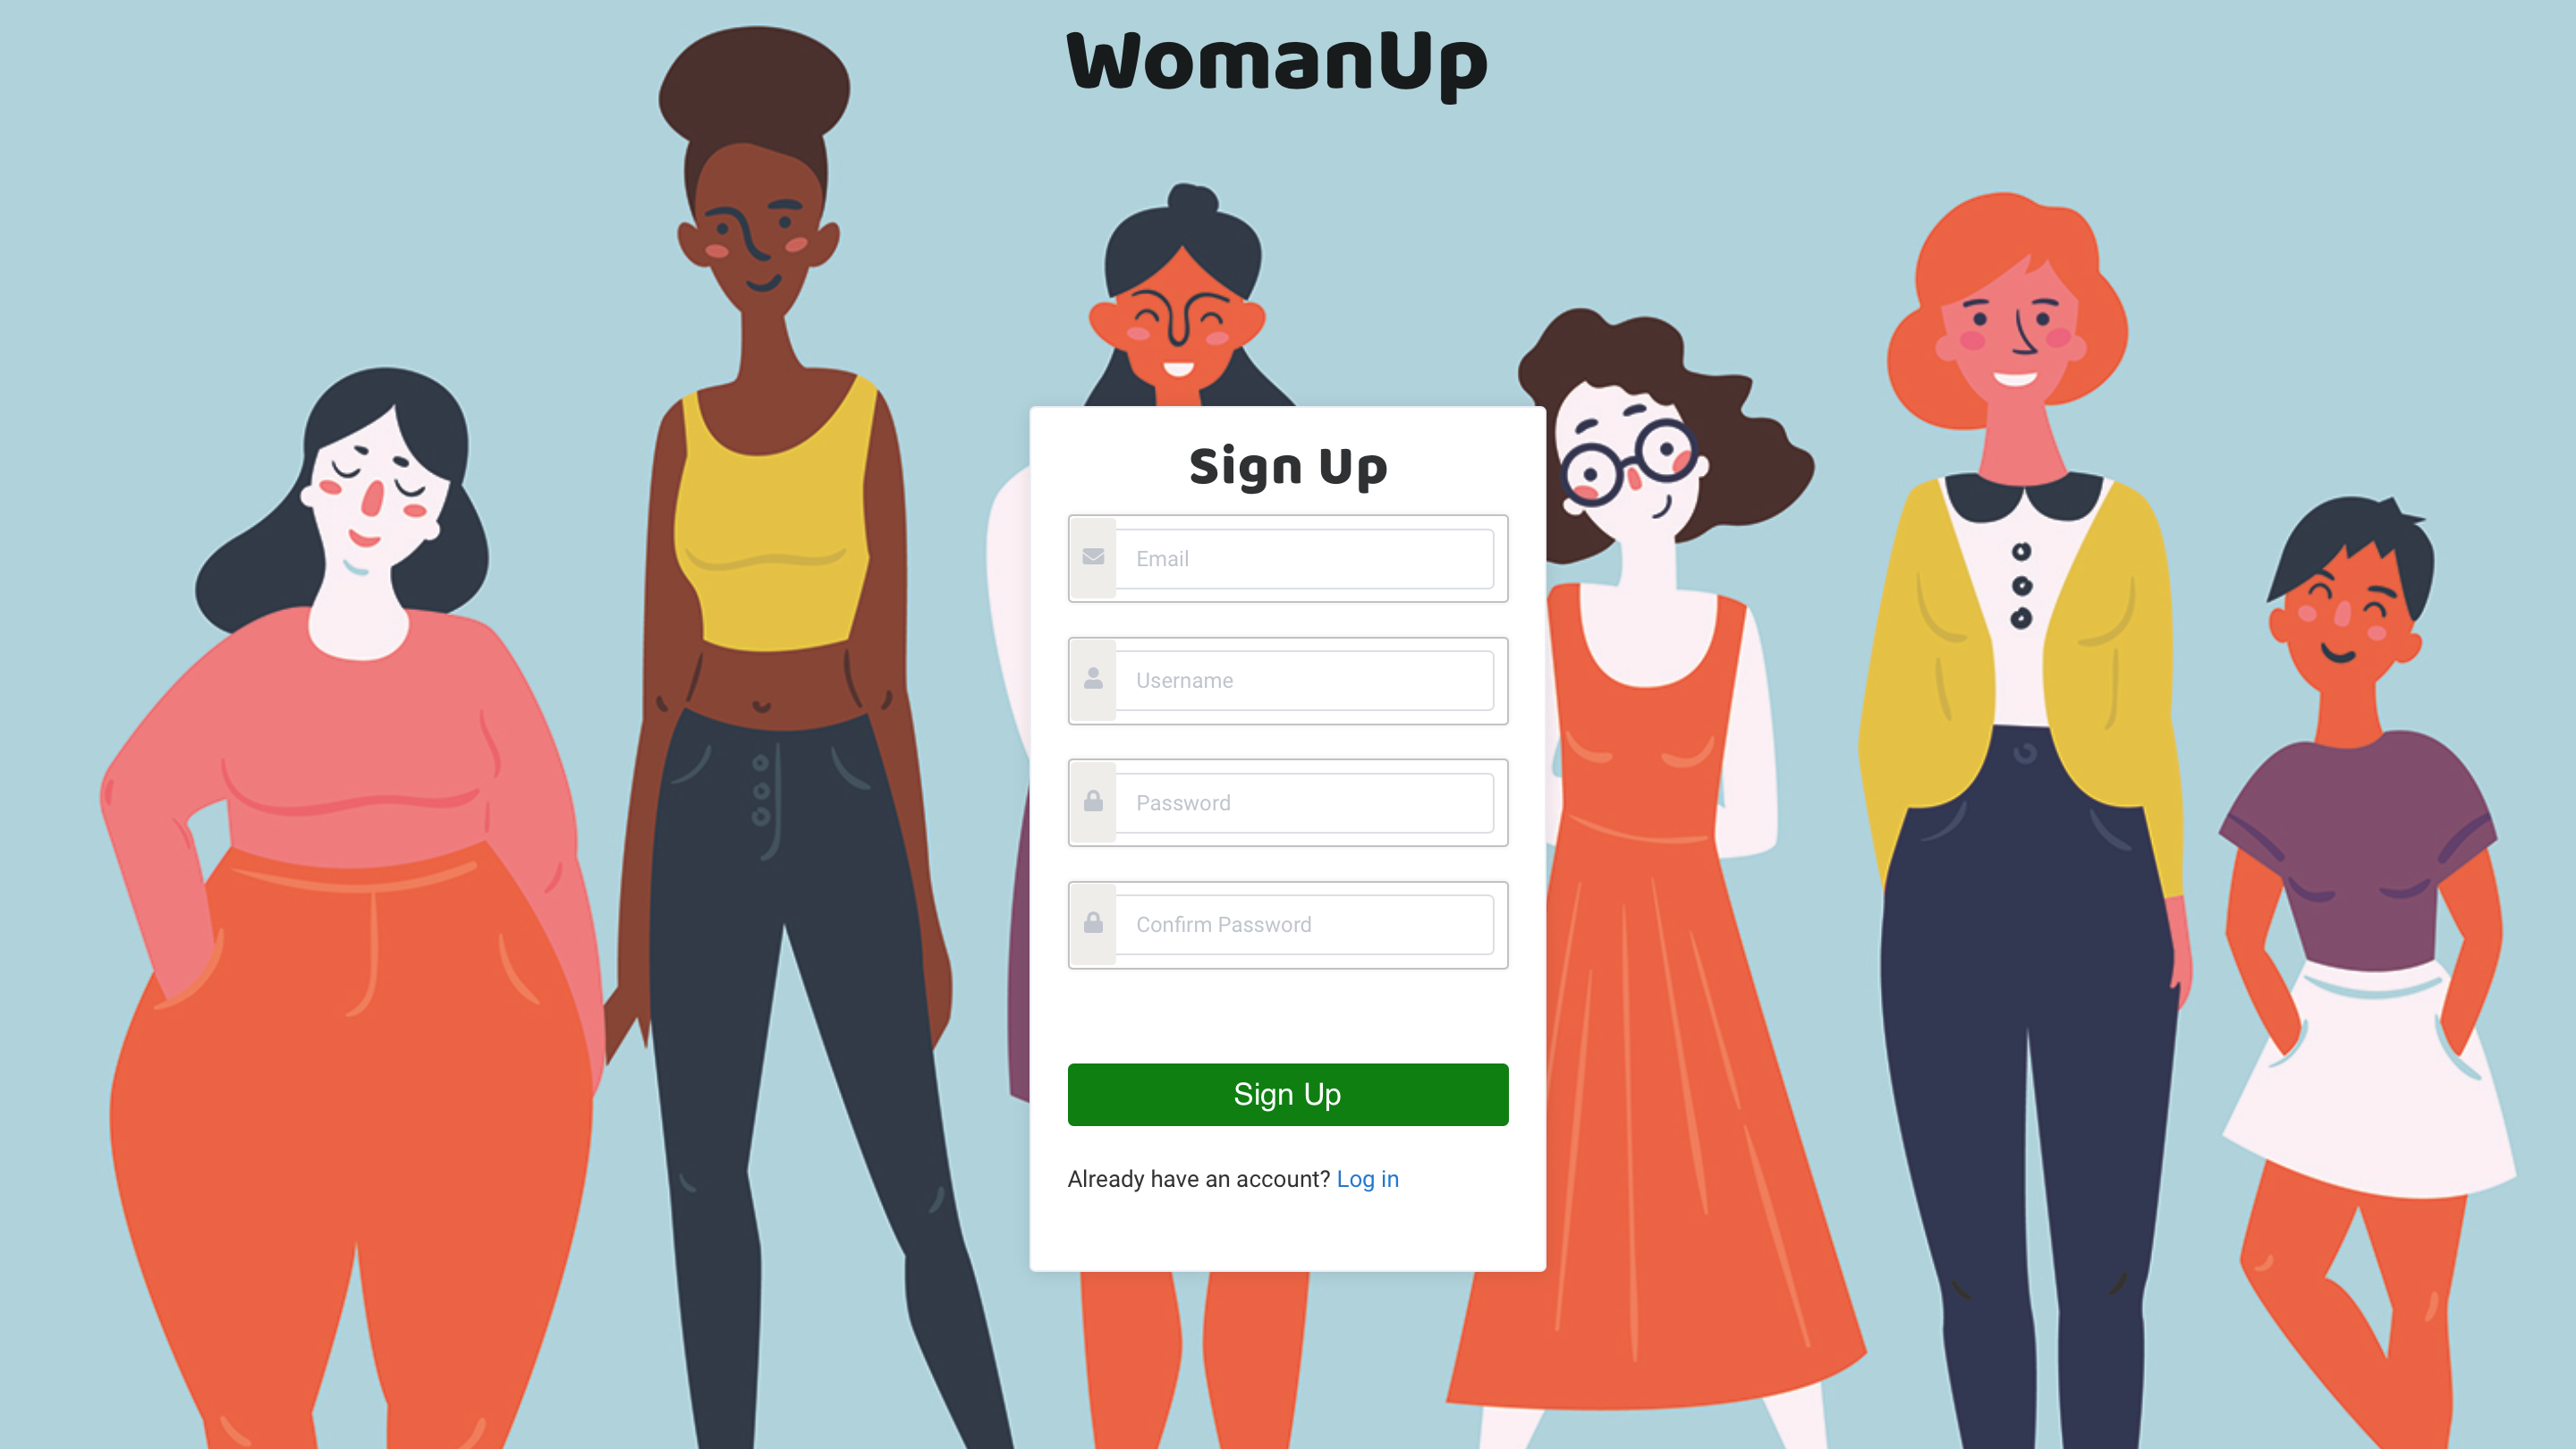 WomanUp
Sign Up
Email
Username
Password
Confirm Password
Sign Up
Already have an account? Log in